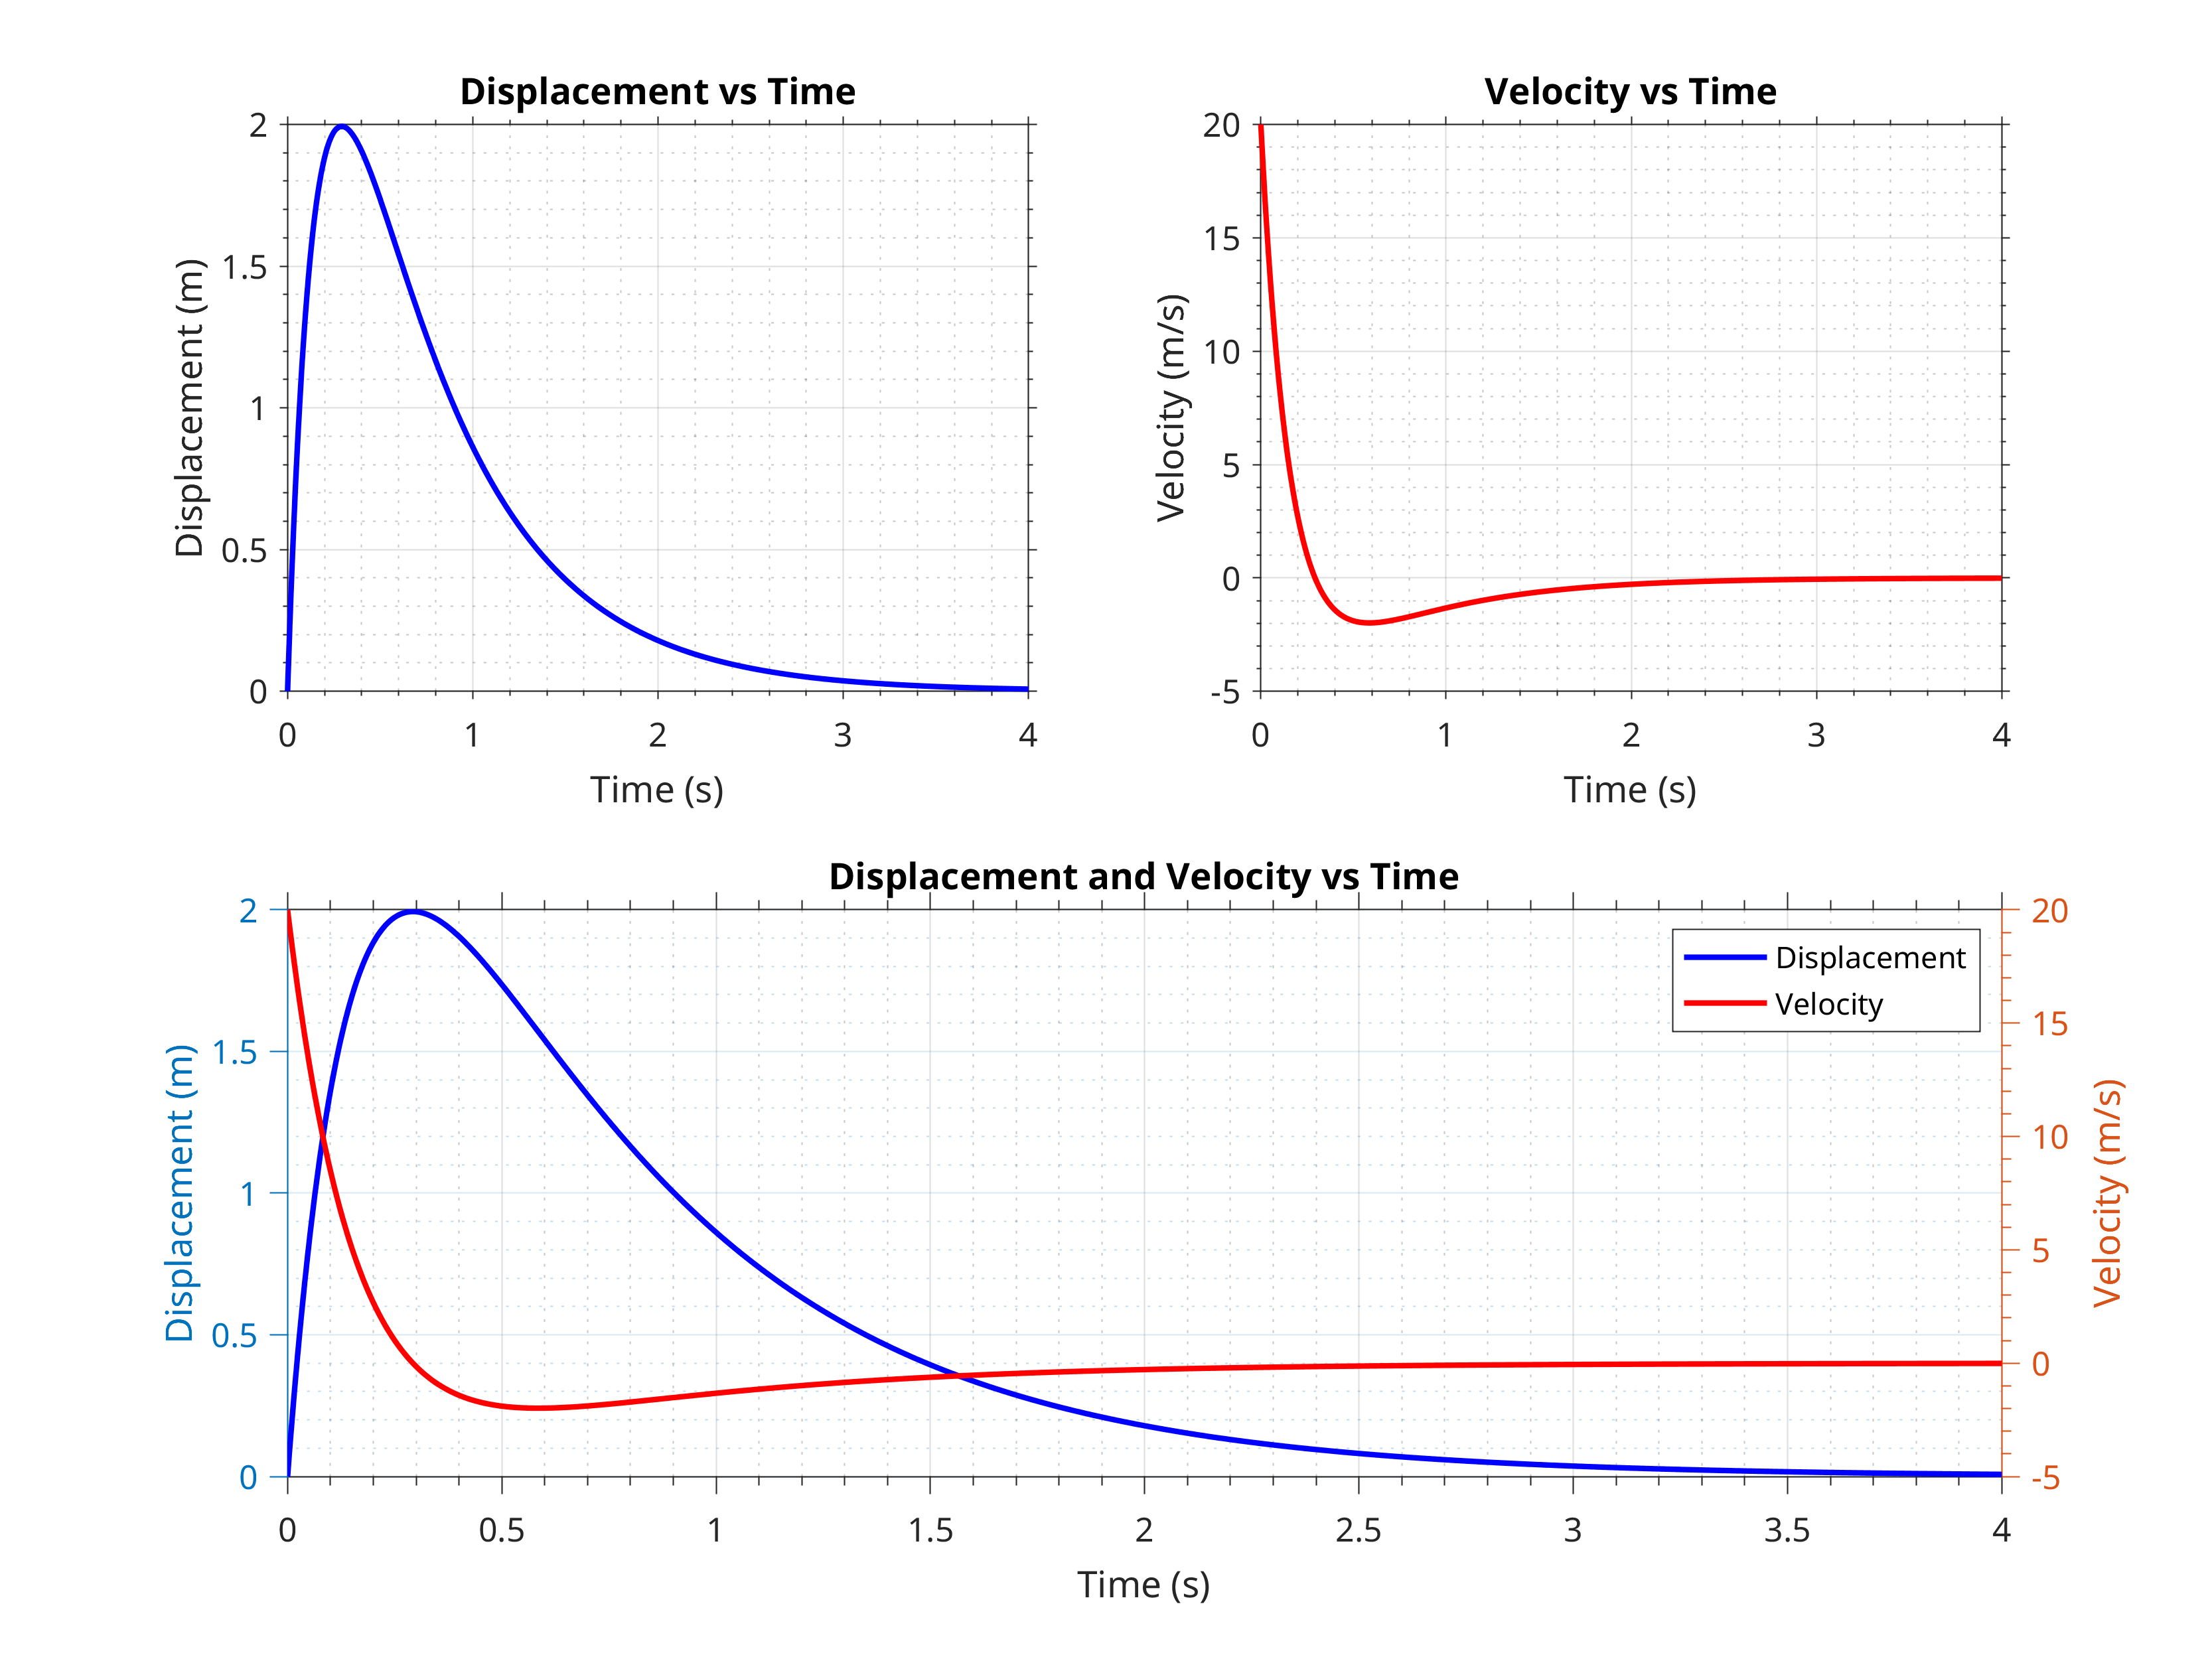 Displacement vs Time
2
1.5
1
0.5
0
Displacement (m)
0 1 2 3 4
Time (s)
Velocity vs Time
20
15
10
5
0
-5
Velocity (m/s)
0 1 2 3 4
Time (s)
Displacement and Velocity vs Time
2
1.5
1
0.5
0
Displacement (m)
Displacement
Velocity
20
15
10
5
0
-5
Velocity (m/s)
0 0.5 1 1.5 2 2.5 3 3.5 4
Time (s)